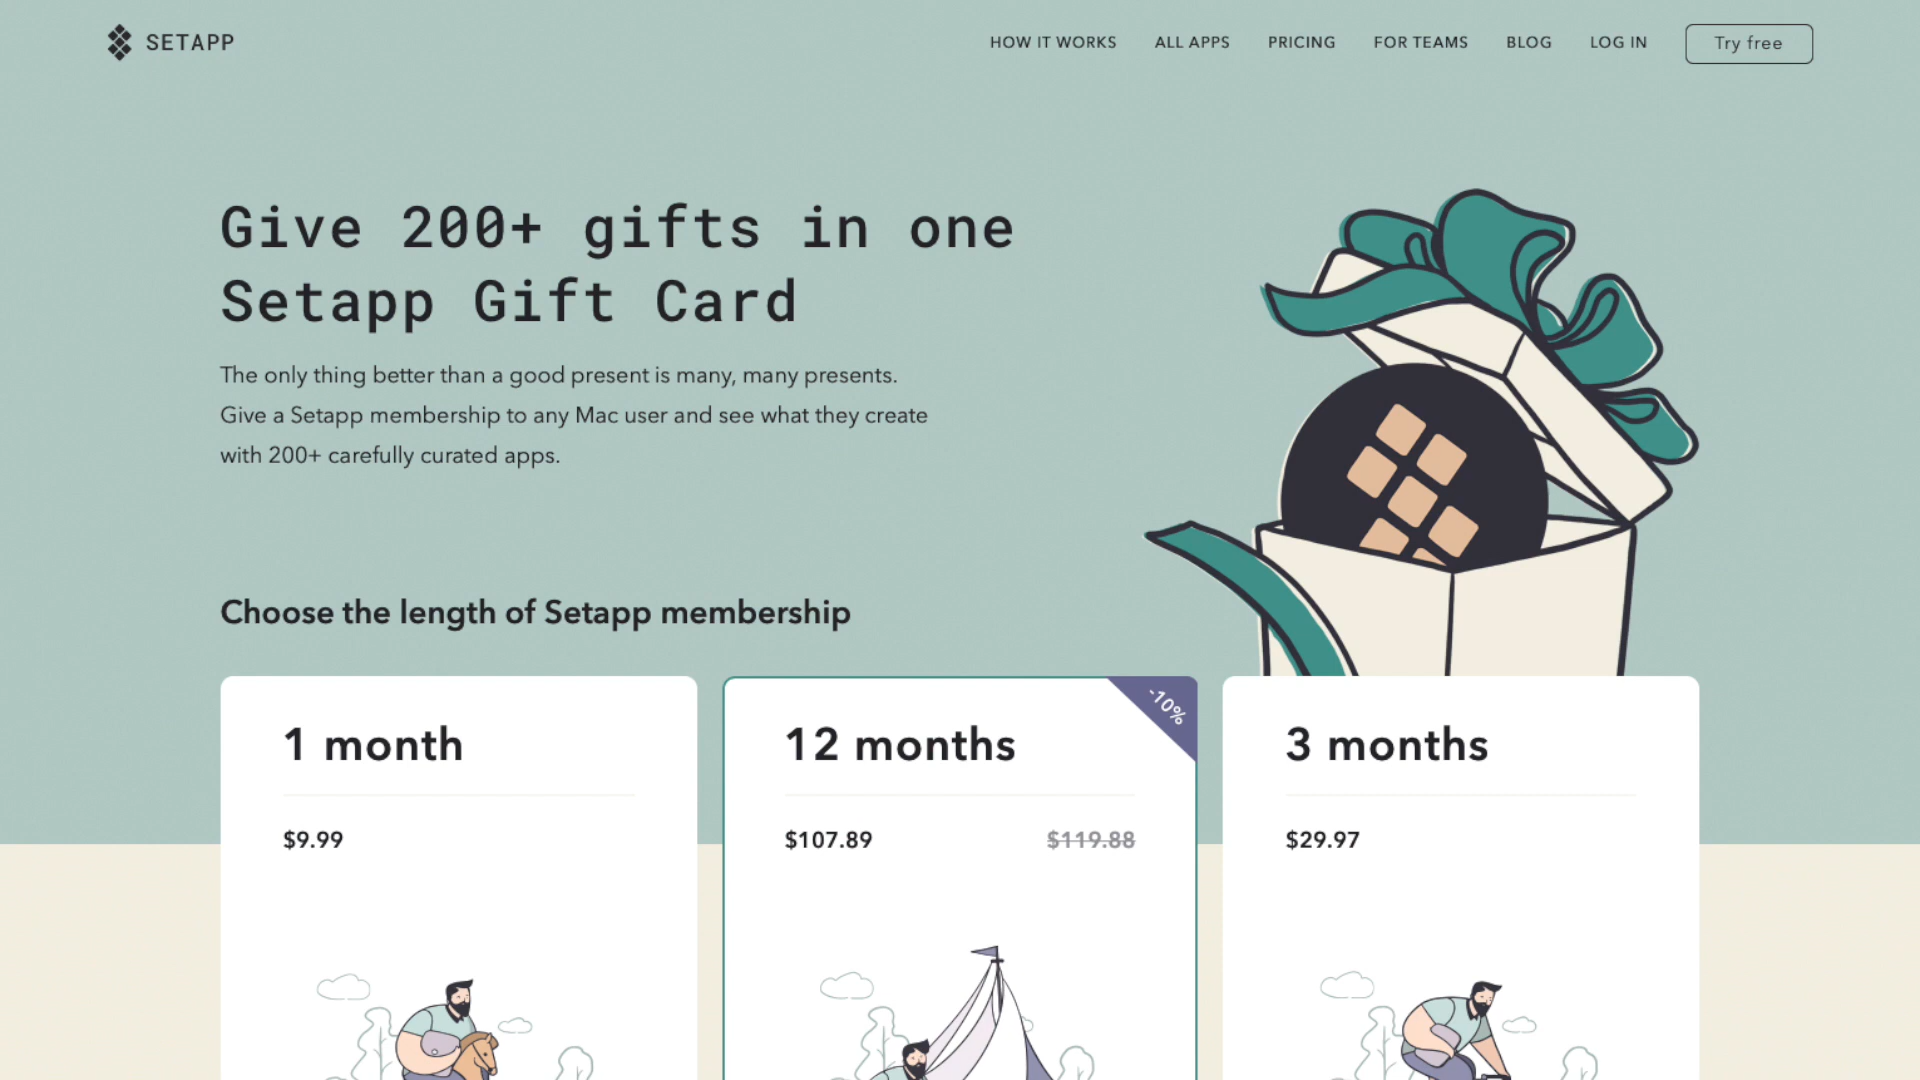 SETAPP
HOW IT WORKS
ALL APPS
PRICING
FOR TEAMS
BLOG
LOG IN
Try free
Give 200+ gifts in one
Setapp Gift Card
The only thing better than a good present is many, many presents.
Give a Setapp membership to any Mac user and see what they create
with 200+ carefully curated apps.
Choose the length of Setapp membership
1 month
$9.99
12 months
-10%
$107.89
$119.88
3 months
$29.97